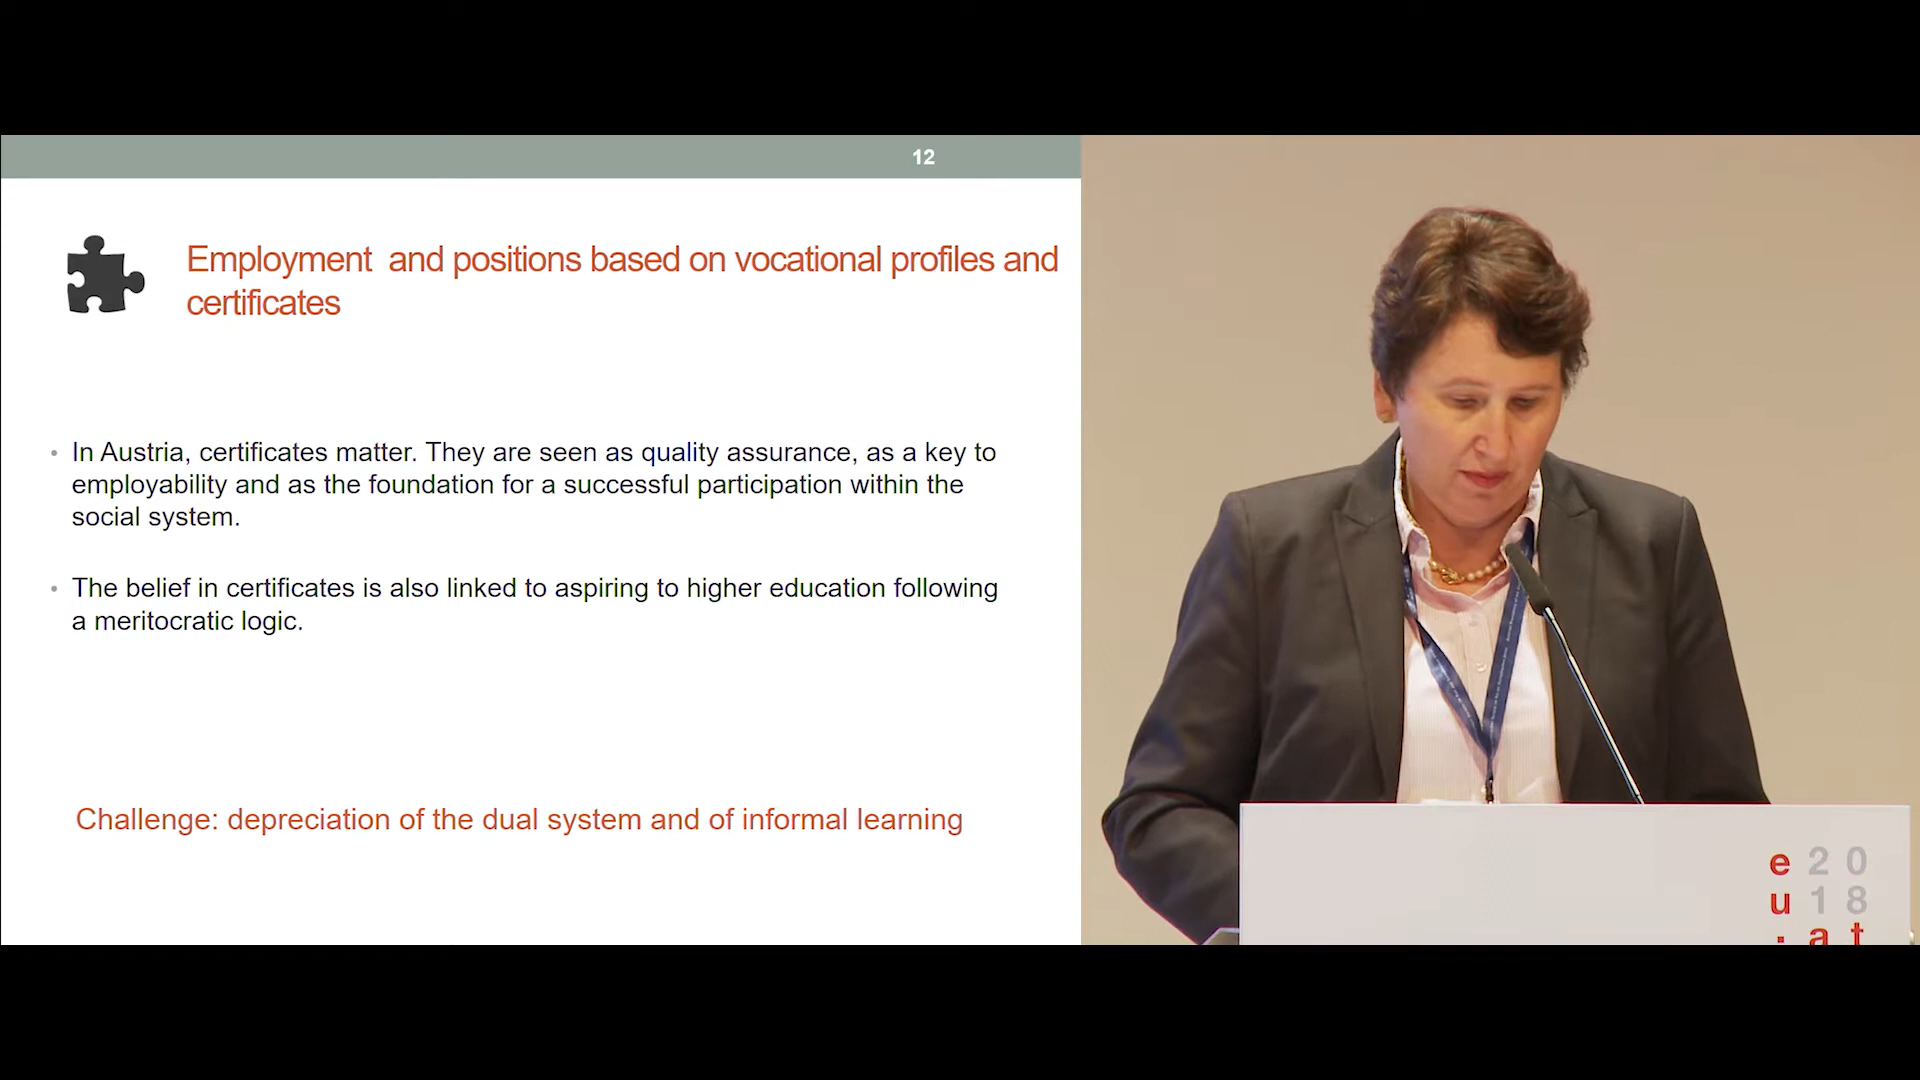 12
Employment and positions based on vocational profiles and
certificates
• In Austria, certificates matter. They are seen as quality assurance, as a key to
employability and as the foundation for a successful participation within the
social system.
• The belief in certificates is also linked to aspiring to higher education following
a meritocratic logic.
Challenge: depreciation of the dual system and of informal learning
e 2 0
u 1 8
. a t